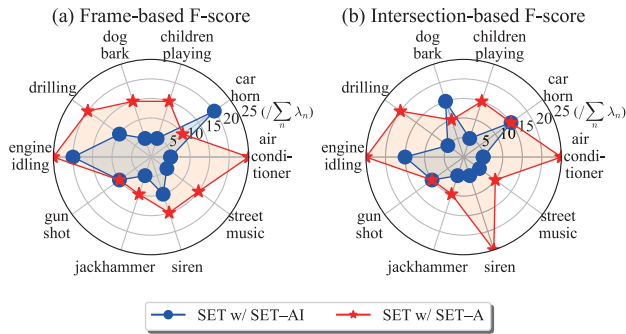 (a) Frame-based F-score
dog
bark
children
playing
drilling
car
horn
25 (/∑ₙ λₙ)
20
15
10
5
air
condi-
tioner
engine
idling
gun
shot
jackhammer
siren
street
music
(b) Intersection-based F-score
dog
bark
children
playing
drilling
car
horn
25 (/∑ₙ λₙ)
20
15
10
5
air
condi-
tioner
engine
idling
gun
shot
jackhammer
siren
street
music
SET w/ SET–AI
SET w/ SET–A